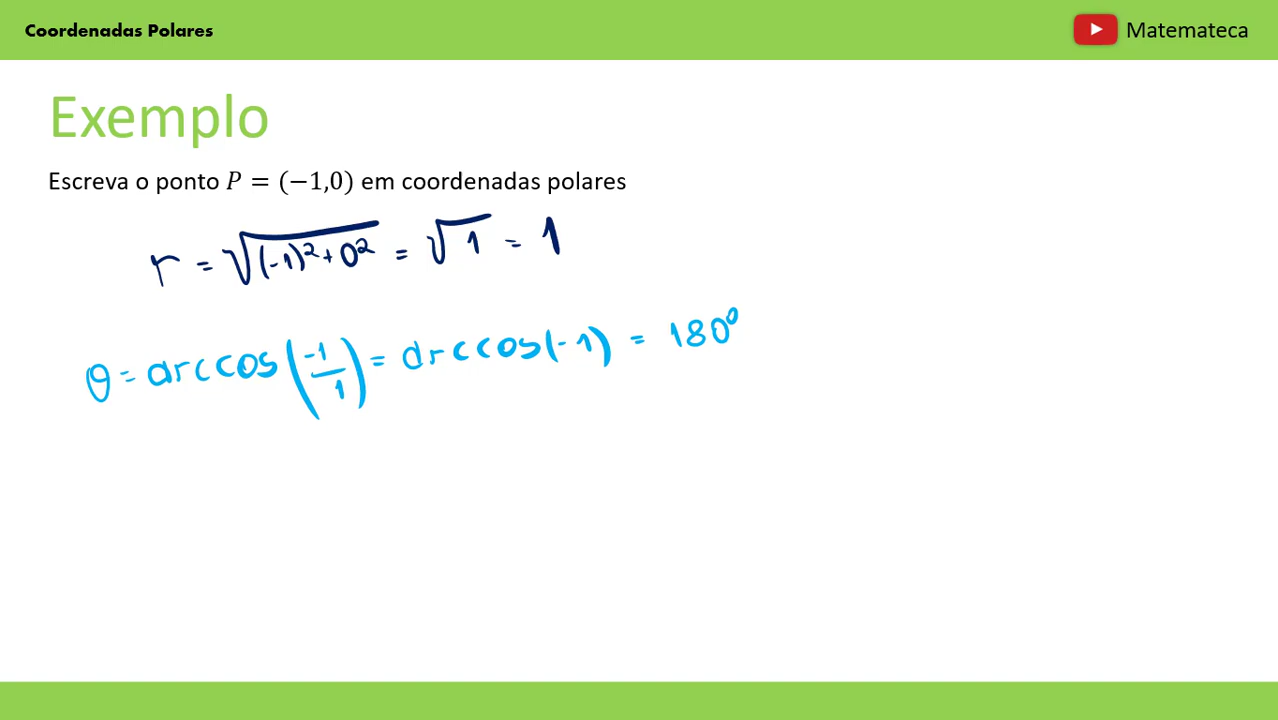 Coordenadas Polares
Matemateca
Exemplo
Escreva o ponto P = (−1,0) em coordenadas polares
r = √((-1)² + 0²) = √1 = 1
θ = arccos(-1/1) = arccos(-1) = 180°